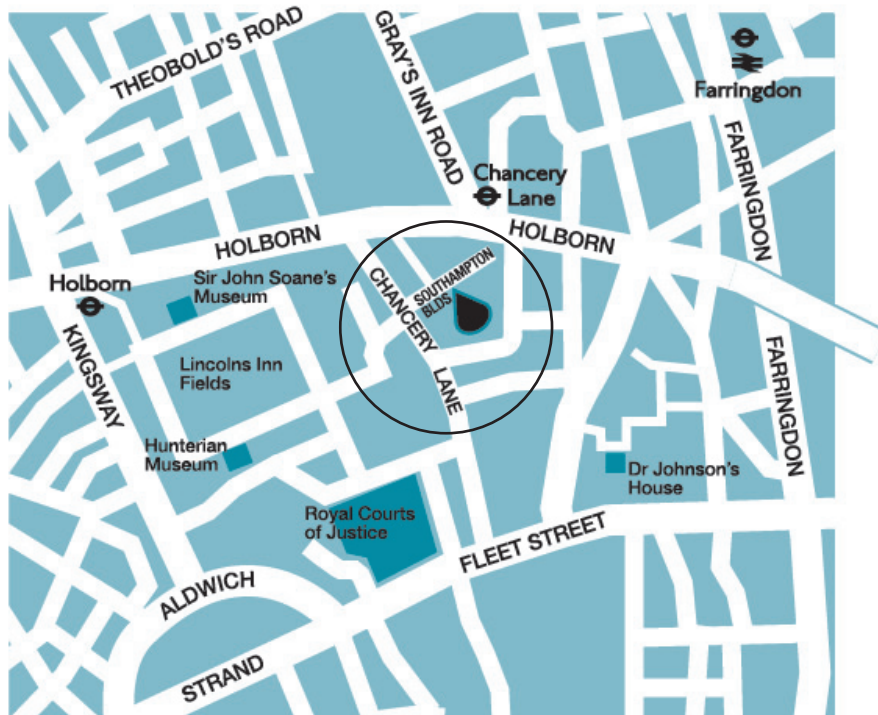 THEOBOLD'S ROAD
GRAY'S INN ROAD
Farringdon
FARRINGDON
Chancery
Lane
HOLBORN
HOLBORN
Holborn
Sir John Soane's
Museum
CHANCERY
LANE
SOUTHAMPTON
BLDS
KINGSWAY
Lincolns Inn
Fields
FARRINGDON
Hunterian
Museum
Dr Johnson's
House
Royal Courts
of Justice
FLEET STREET
ALDWICH
STRAND